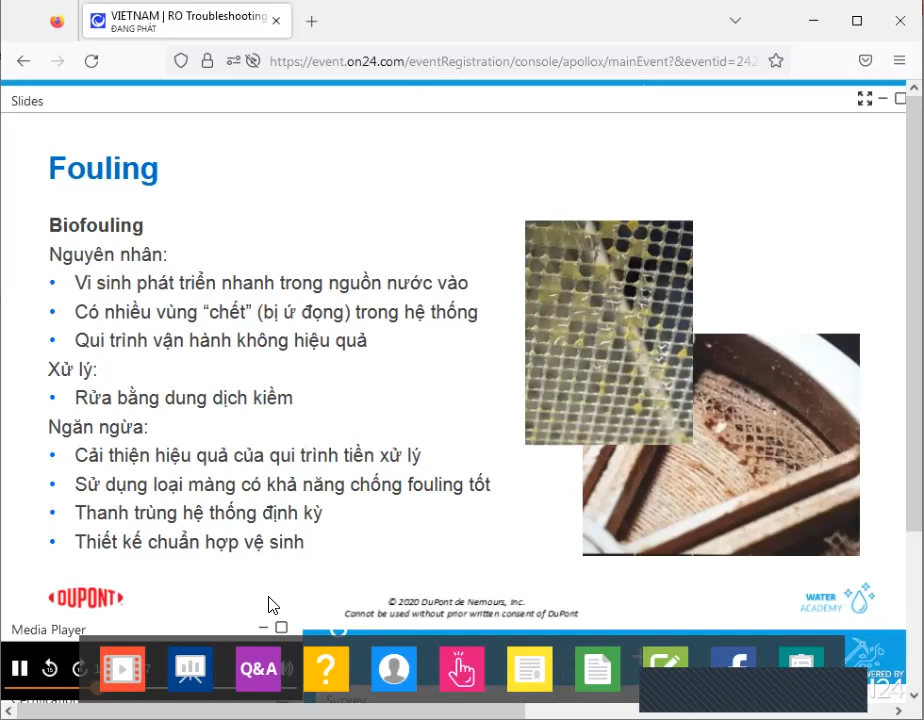 VIETNAM | RO Troubleshooting
ĐANG PHÁT
https://event.on24.com/eventRegistration/console/apollox/mainEvent?&eventid=242
Slides
Fouling
Biofouling
Nguyên nhân:
• Vi sinh phát triển nhanh trong nguồn nước vào
• Có nhiều vùng “chết” (bị ứ đọng) trong hệ thống
• Qui trình vận hành không hiệu quả
Xử lý:
• Rửa bằng dung dịch kiềm
Ngăn ngừa:
• Cải thiện hiệu quả của qui trình tiền xử lý
• Sử dụng loại màng có khả năng chống fouling tốt
• Thanh trùng hệ thống định kỳ
• Thiết kế chuẩn hợp vệ sinh
DUPONT
© 2020 DuPont de Nemours, Inc.
Cannot be used without prior written consent of DuPont
WATER
ACADEMY
Media Player
Q&A
?
f
Survey